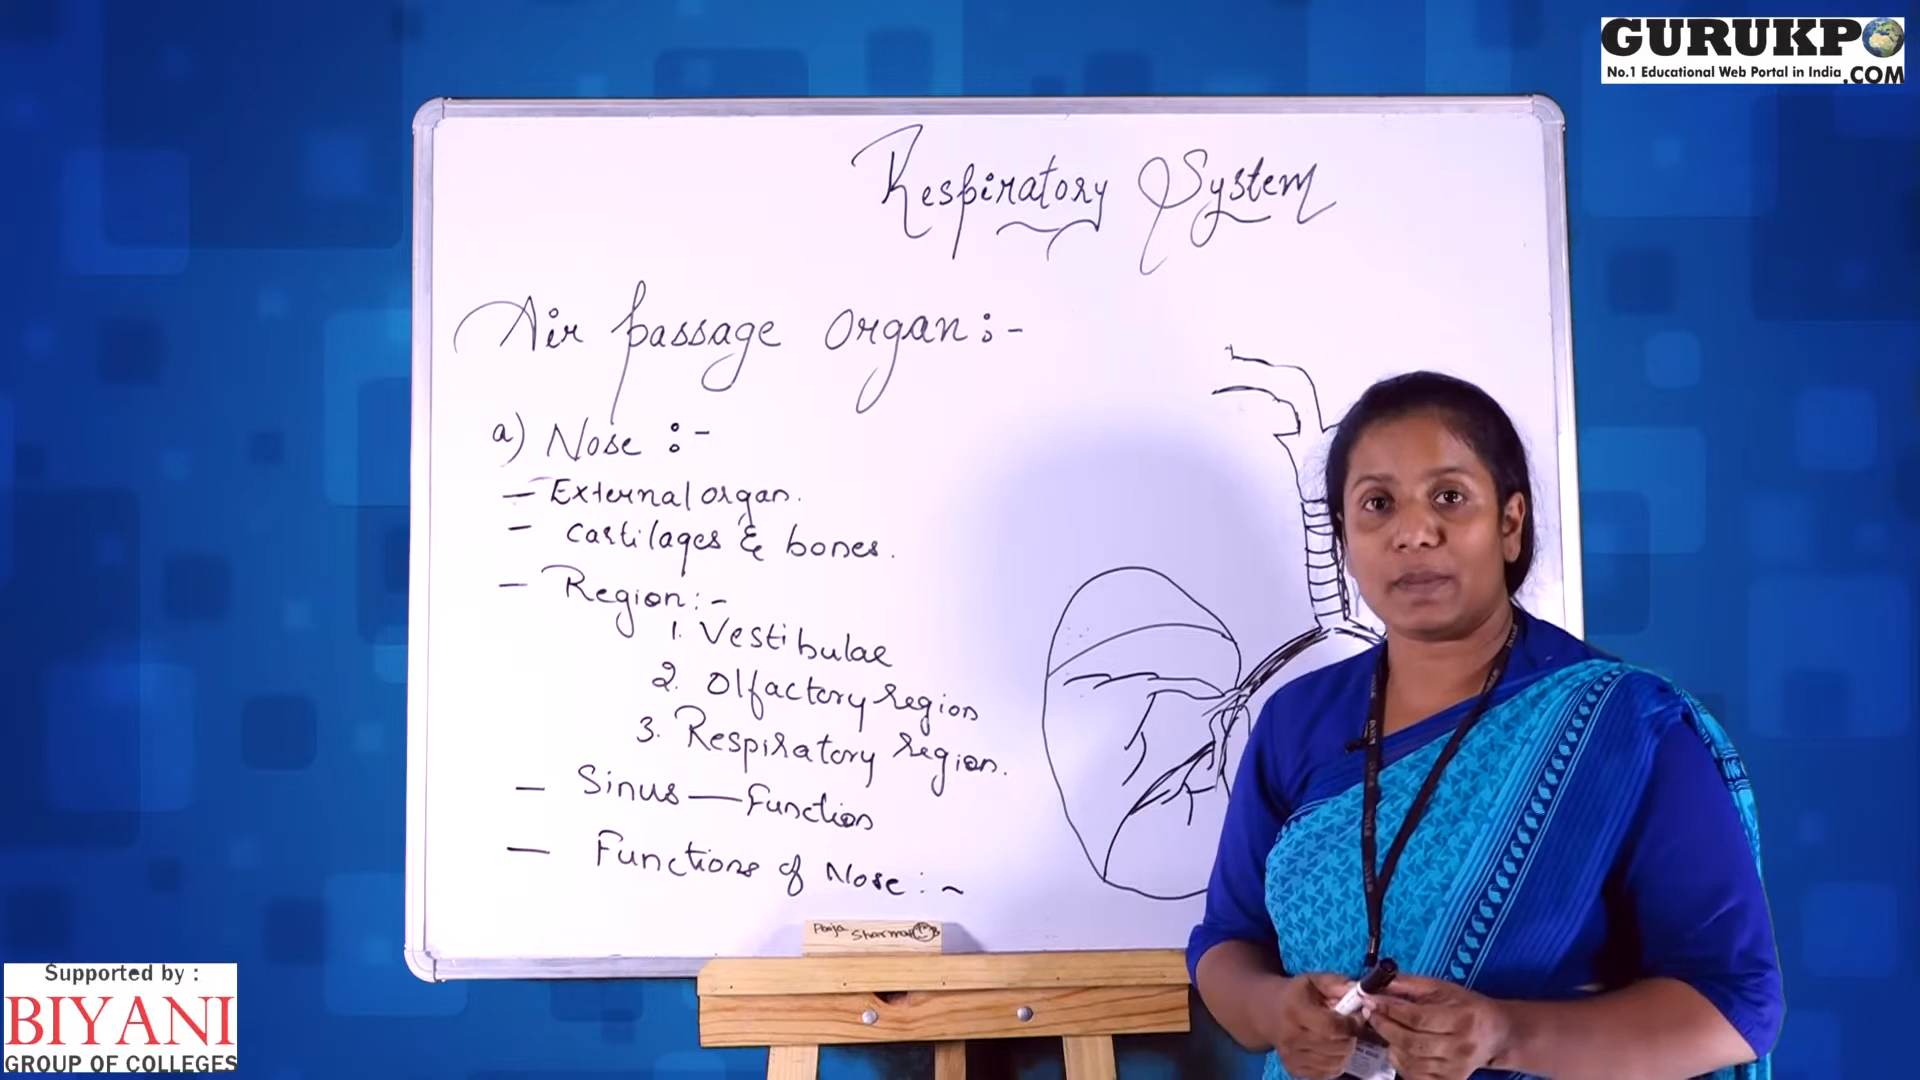 GURUKPO
No.1 Educational Web Portal in India
.COM
Respiratory System
Air passage organ :-
a) Nose :-
- External organ.
- Cartilages & bones.
- Region :-
1. Vestibulae
2. Olfactory region
3. Respiratory region.
- Sinus — Function
- Functions of Nose : ~
Pooja Sharma
Supported by :
BIYANI
GROUP OF COLLEGES